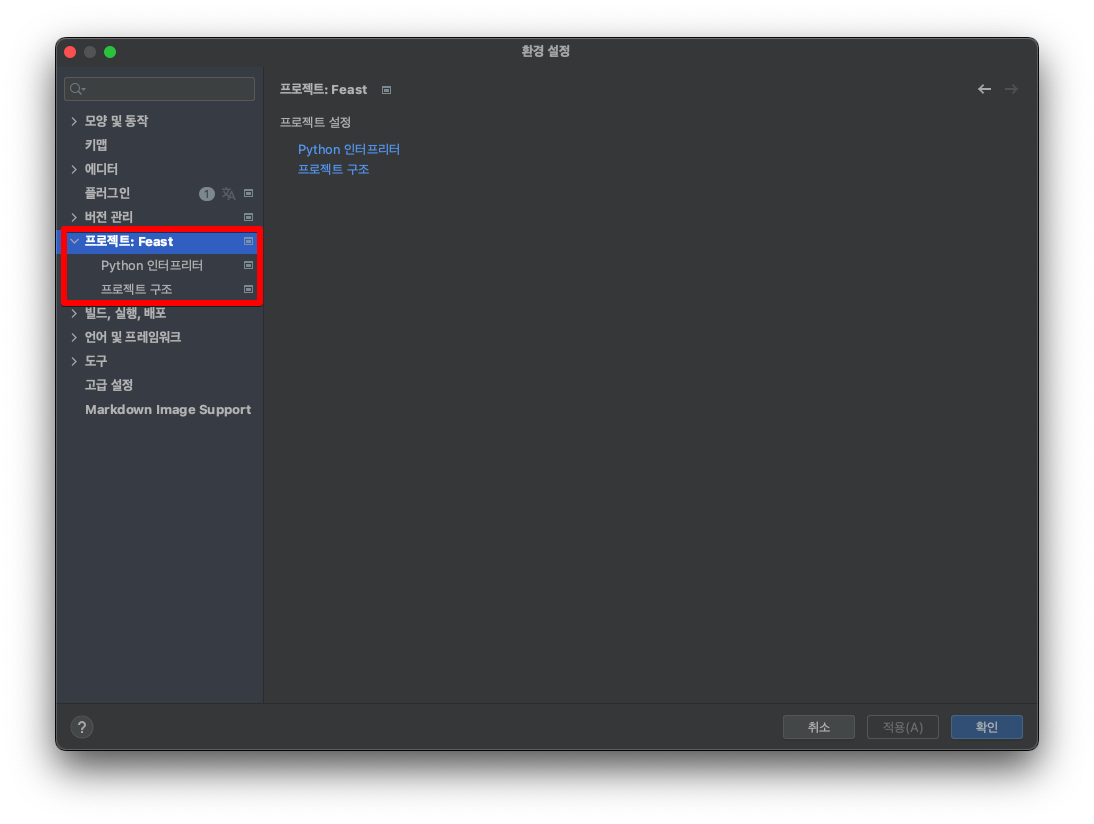 환경 설정
모양 및 동작
키맵
에디터
플러그인 1
버전 관리
프로젝트: Feast
Python 인터프리터
프로젝트 구조
빌드, 실행, 배포
언어 및 프레임워크
도구
고급 설정
Markdown Image Support
프로젝트: Feast
프로젝트 설정
Python 인터프리터
프로젝트 구조
?
취소
적용(A)
확인